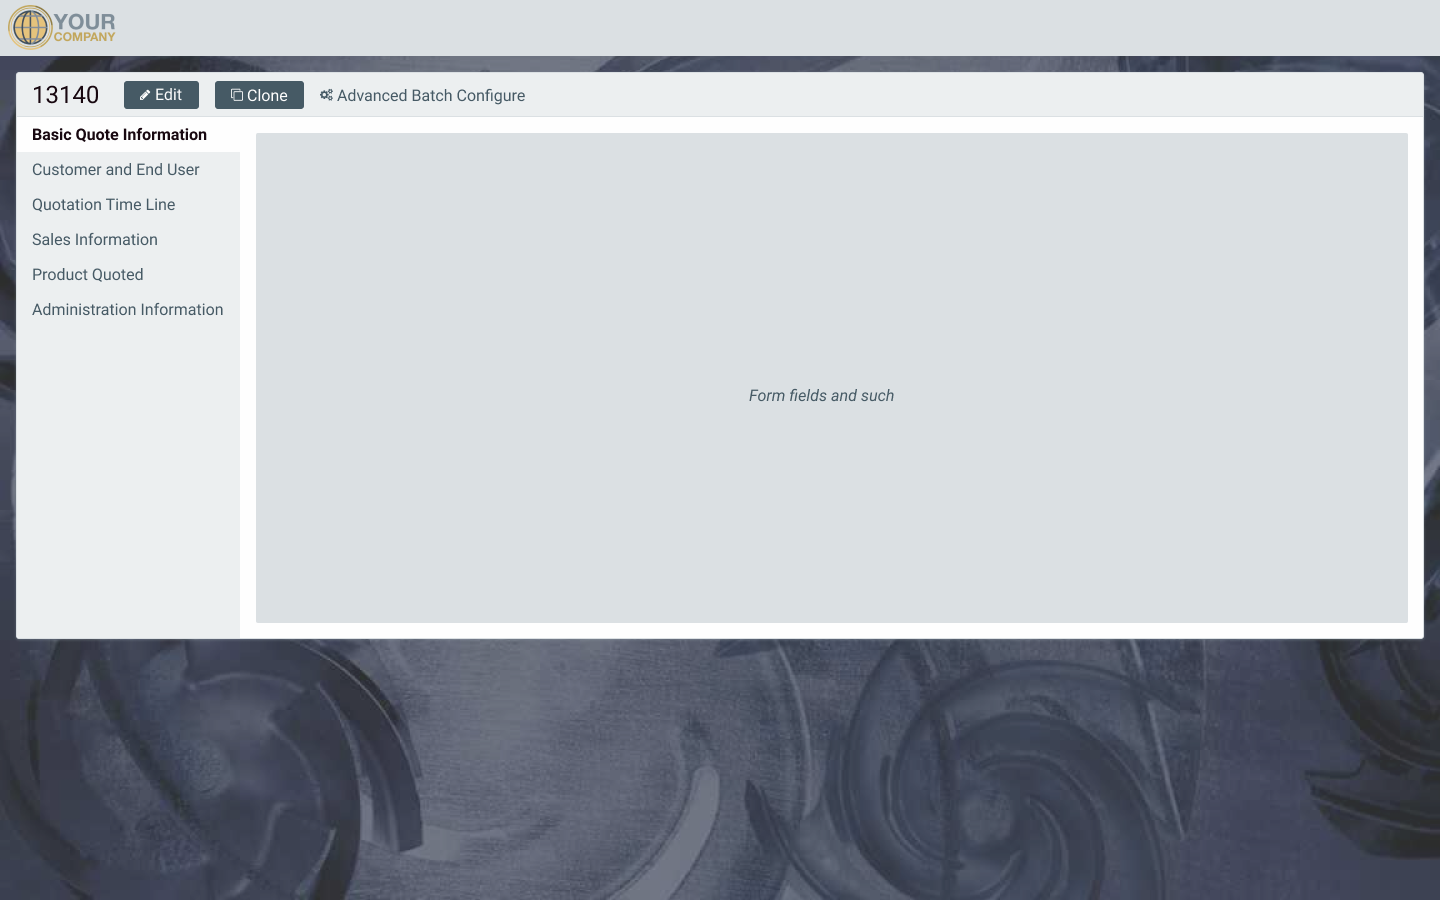 YOUR
COMPANY
13140
Edit
Clone
Advanced Batch Configure
Basic Quote Information
Customer and End User
Quotation Time Line
Sales Information
Product Quoted
Administration Information
Form fields and such